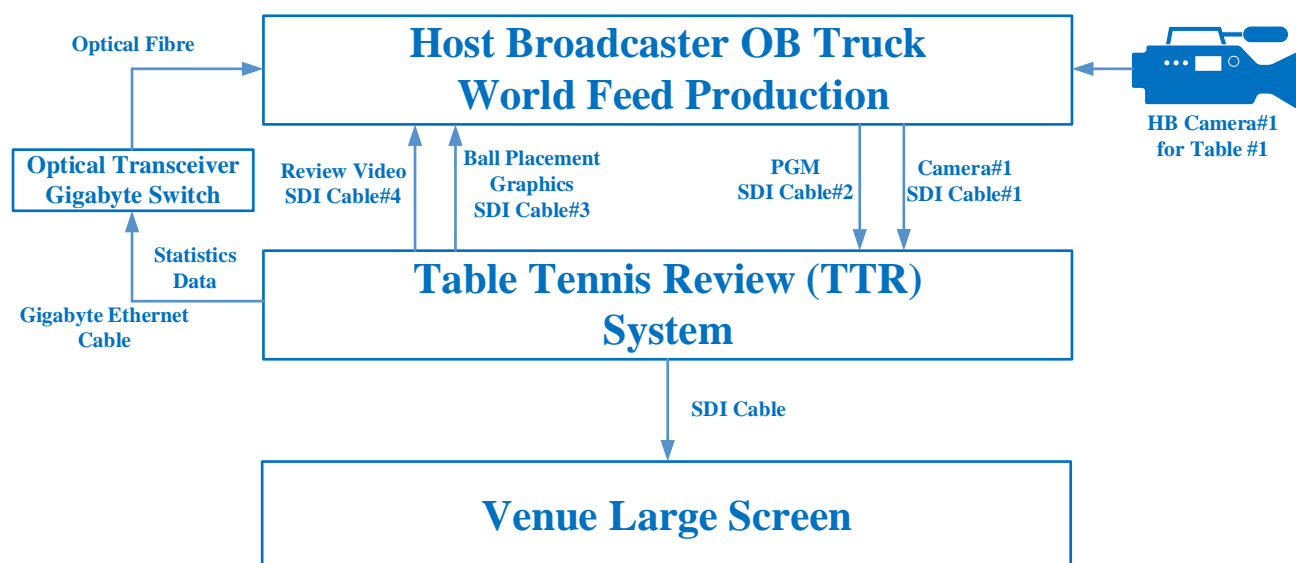 Optical Fibre
Host Broadcaster OB Truck
World Feed Production
HB Camera#1
for Table #1
Optical Transceiver
Gigabyte Switch
Review Video
SDI Cable#4
Ball Placement
Graphics
SDI Cable#3
PGM
SDI Cable#2
Camera#1
SDI Cable#1
Statistics
Data
Gigabyte Ethernet
Cable
Table Tennis Review (TTR)
System
SDI Cable
Venue Large Screen